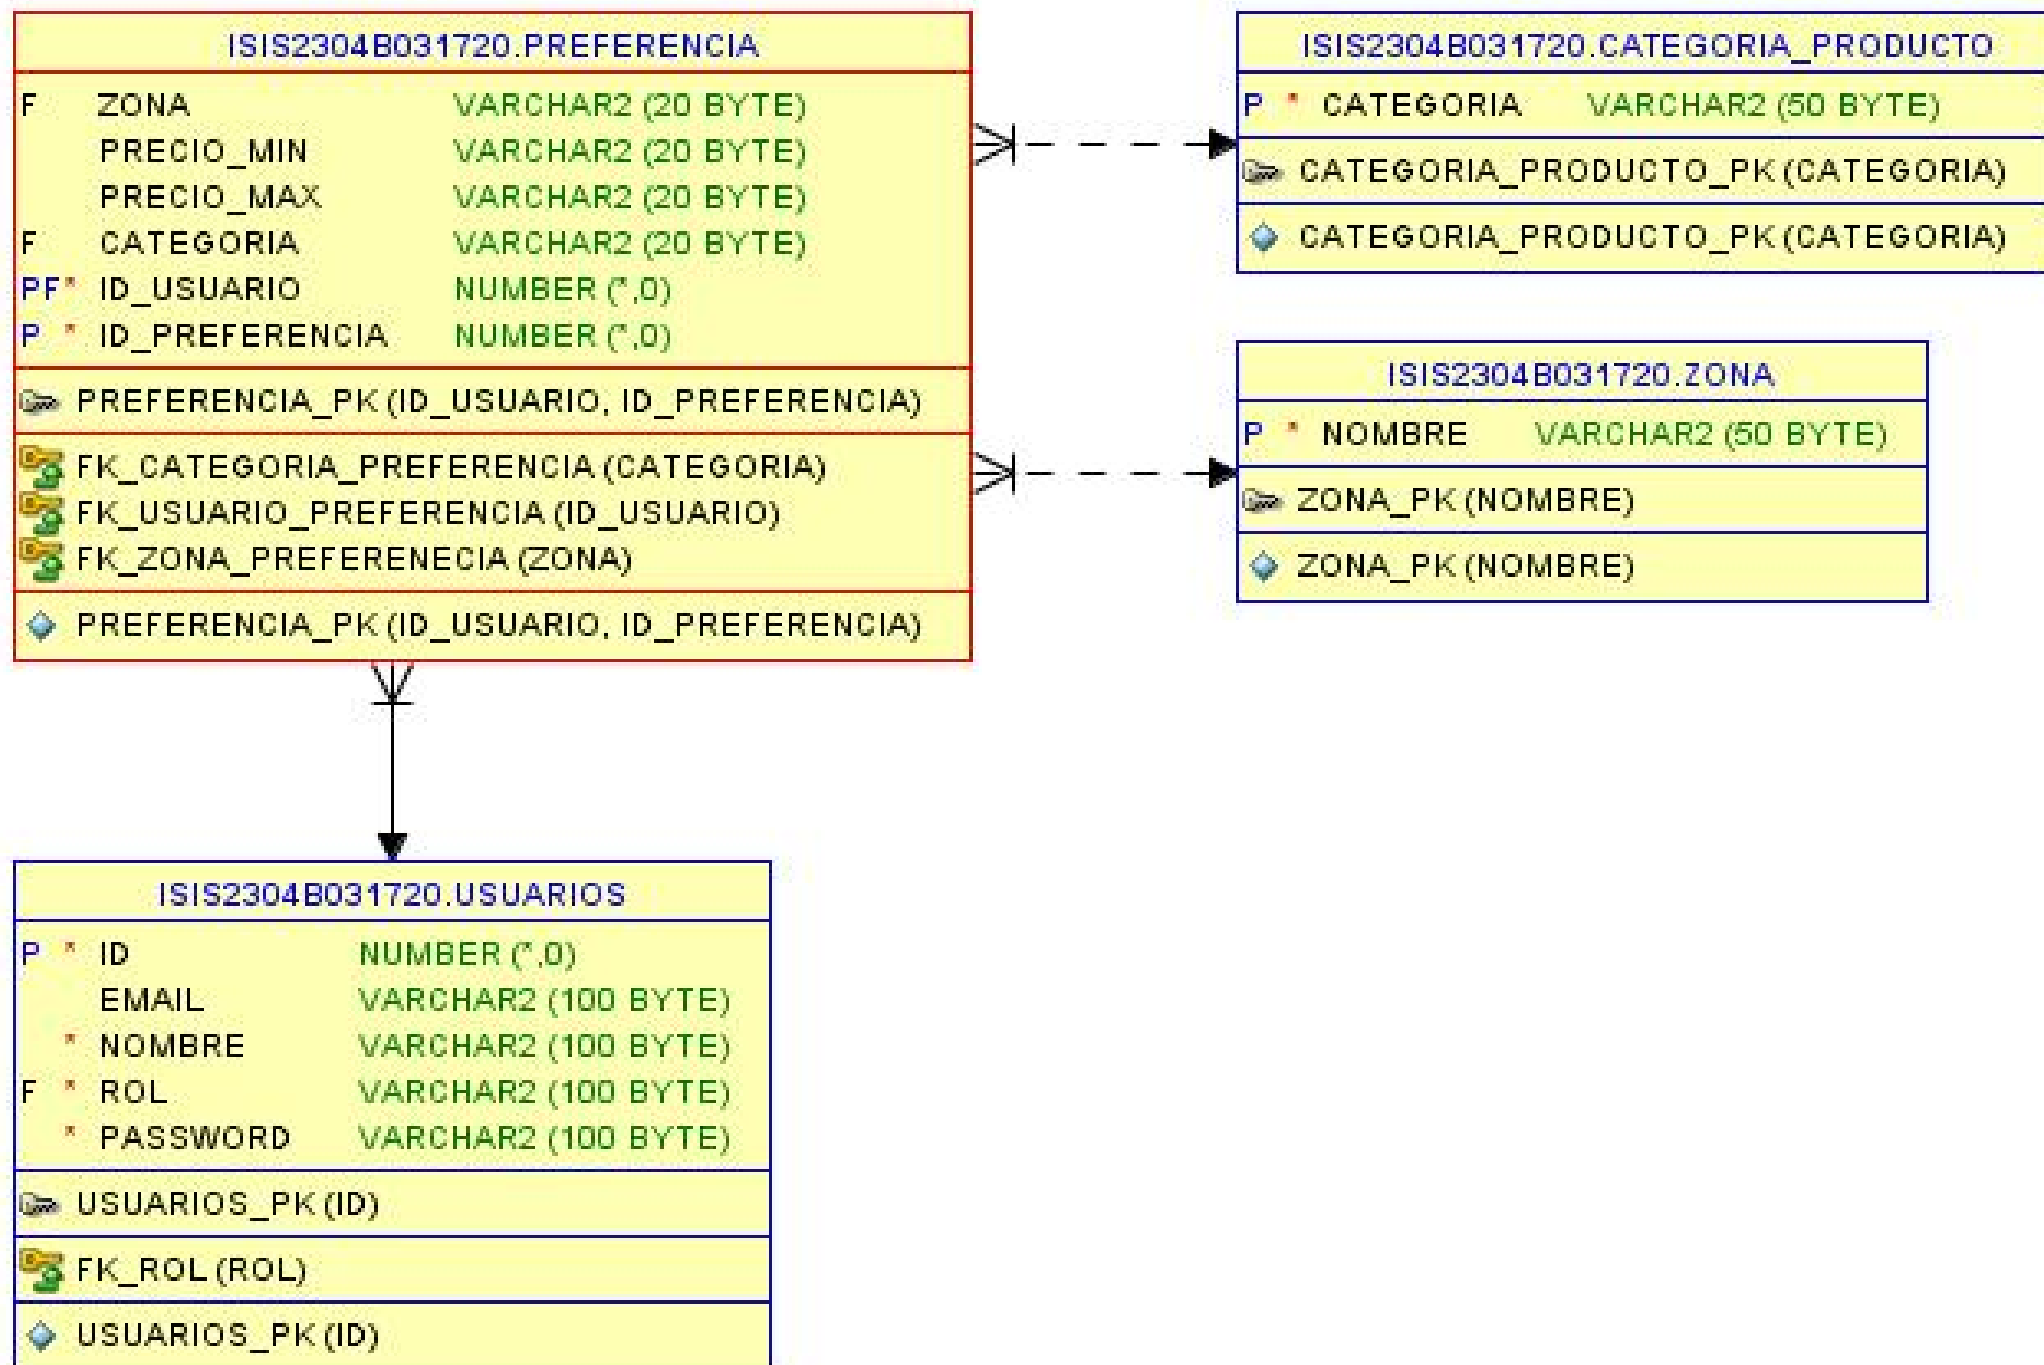 ISIS2304B031720.PREFERENCIA
F ZONA VARCHAR2 (20 BYTE)
PRECIO_MIN VARCHAR2 (20 BYTE)
PRECIO_MAX VARCHAR2 (20 BYTE)
F CATEGORIA VARCHAR2 (20 BYTE)
PF* ID_USUARIO NUMBER (*,0)
P * ID_PREFERENCIA NUMBER (*,0)
PREFERENCIA_PK (ID_USUARIO, ID_PREFERENCIA)
FK_CATEGORIA_PREFERENCIA (CATEGORIA)
FK_USUARIO_PREFERENCIA (ID_USUARIO)
FK_ZONA_PREFERENECIA (ZONA)
PREFERENCIA_PK (ID_USUARIO, ID_PREFERENCIA)
ISIS2304B031720.CATEGORIA_PRODUCTO
P * CATEGORIA VARCHAR2 (50 BYTE)
CATEGORIA_PRODUCTO_PK (CATEGORIA)
CATEGORIA_PRODUCTO_PK (CATEGORIA)
ISIS2304B031720.ZONA
P * NOMBRE VARCHAR2 (50 BYTE)
ZONA_PK (NOMBRE)
ZONA_PK (NOMBRE)
ISIS2304B031720.USUARIOS
P * ID NUMBER (*,0)
EMAIL VARCHAR2 (100 BYTE)
* NOMBRE VARCHAR2 (100 BYTE)
F * ROL VARCHAR2 (100 BYTE)
* PASSWORD VARCHAR2 (100 BYTE)
USUARIOS_PK (ID)
FK_ROL (ROL)
USUARIOS_PK (ID)